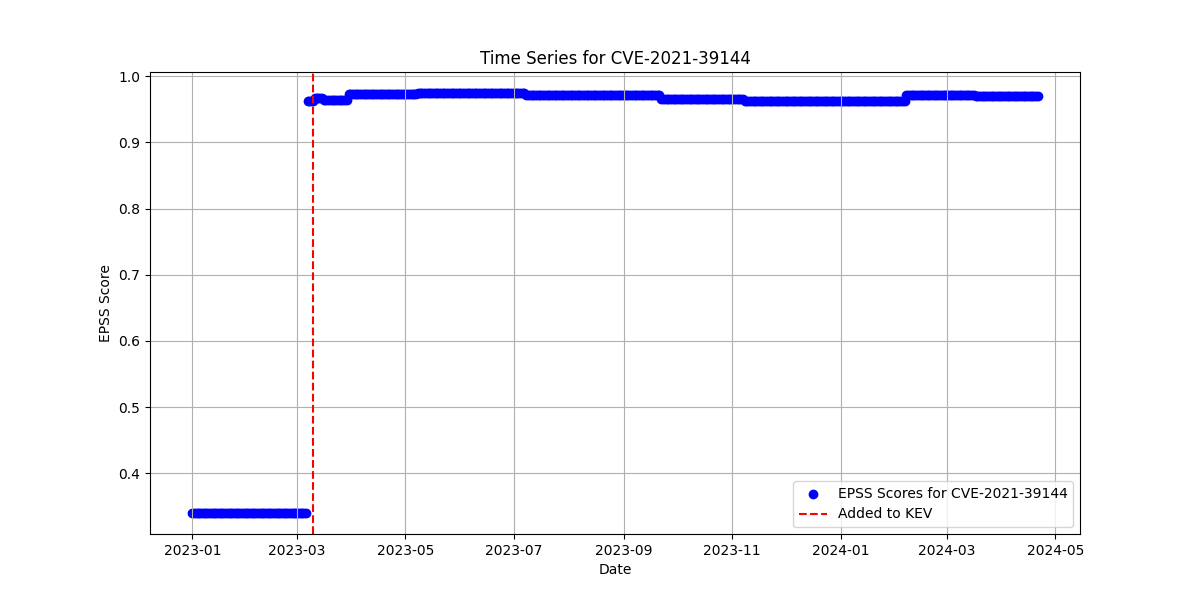 Time Series for CVE-2021-39144
EPSS Score
1.0
0.9
0.8
0.7
0.6
0.5
0.4
EPSS Scores for CVE-2021-39144
Added to KEV
2023-01 2023-03 2023-05 2023-07 2023-09 2023-11 2024-01 2024-03 2024-05
Date